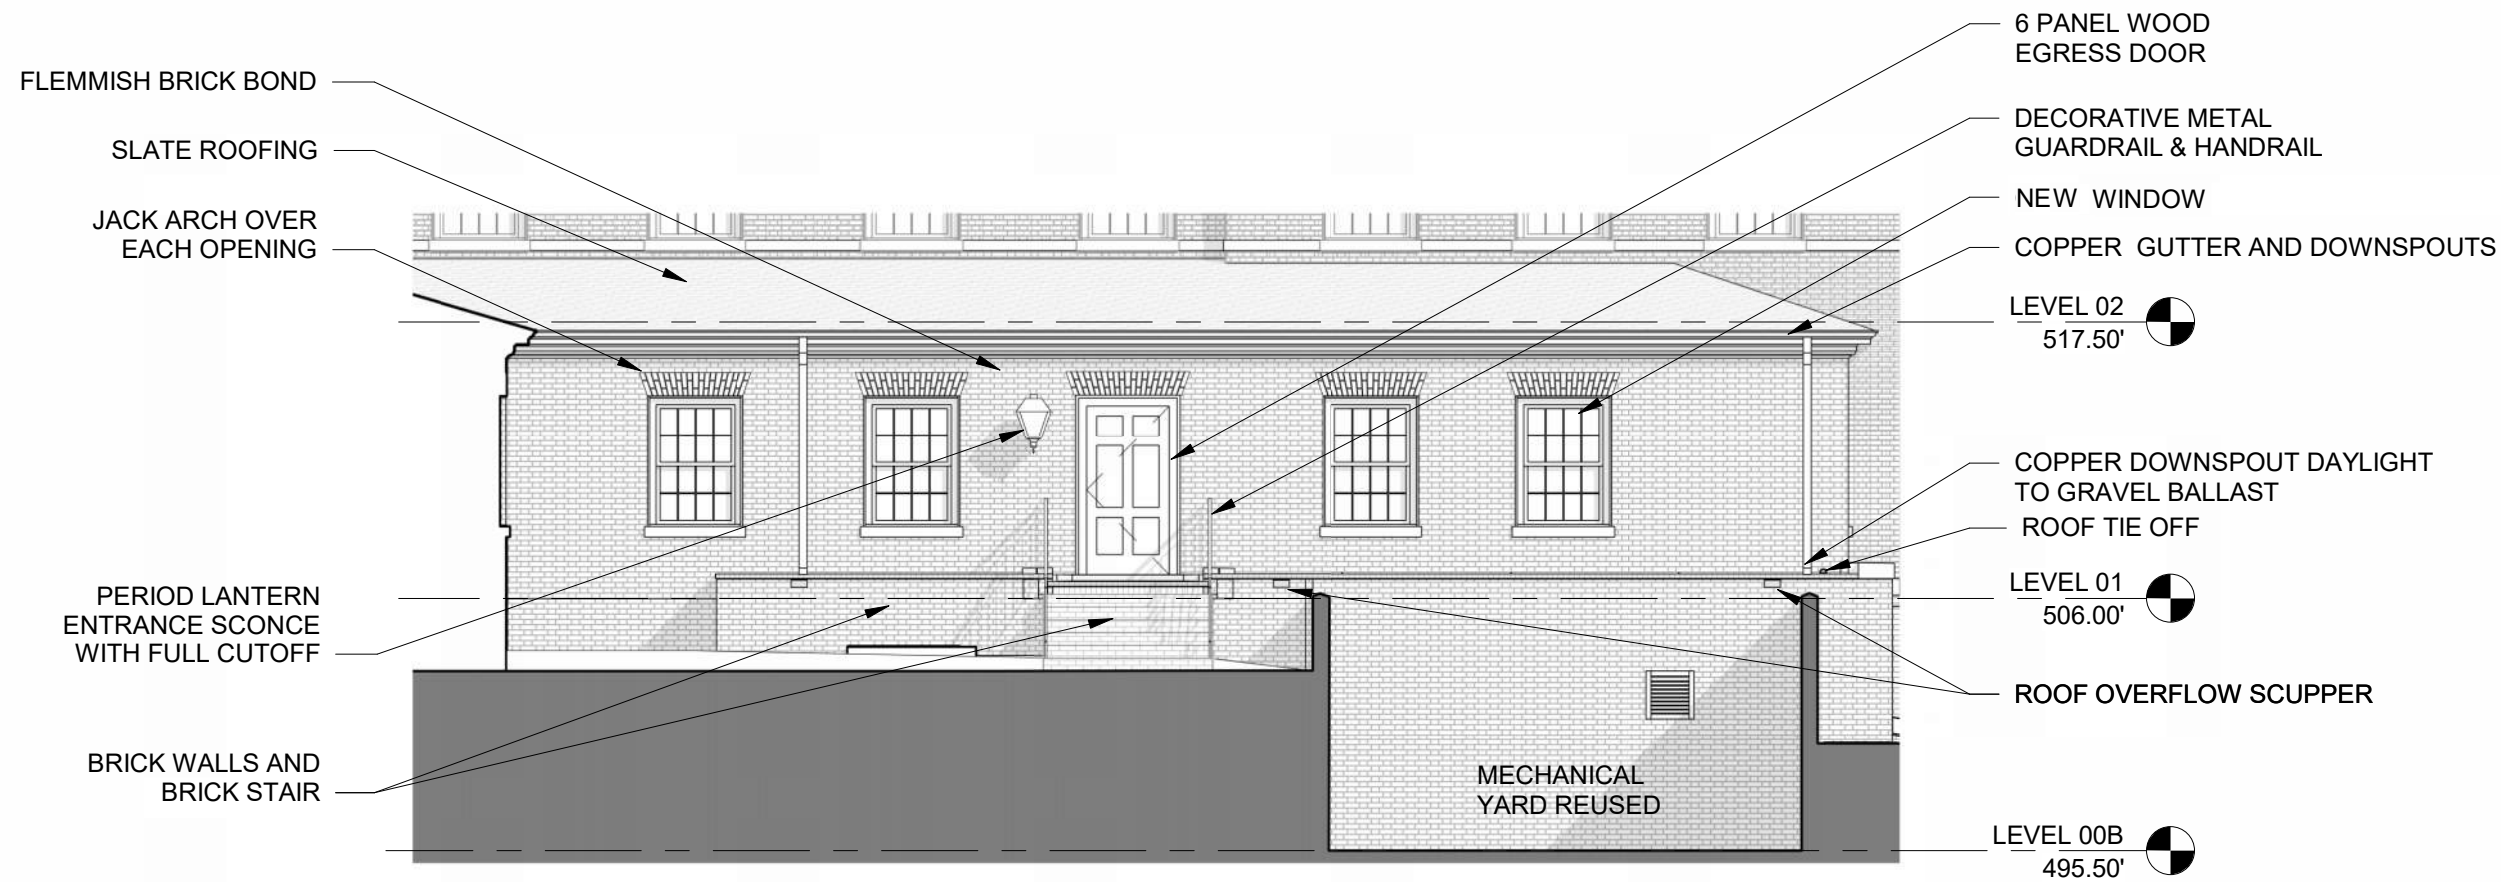 FLEMMISH BRICK BOND
SLATE ROOFING
JACK ARCH OVER
EACH OPENING
PERIOD LANTERN
ENTRANCE SCONCE
WITH FULL CUTOFF
BRICK WALLS AND
BRICK STAIR
6 PANEL WOOD
EGRESS DOOR
DECORATIVE METAL
GUARDRAIL & HANDRAIL
NEW WINDOW
COPPER GUTTER AND DOWNSPOUTS
LEVEL 02
517.50'
COPPER DOWNSPOUT DAYLIGHT
TO GRAVEL BALLAST
ROOF TIE OFF
LEVEL 01
506.00'
ROOF OVERFLOW SCUPPER
MECHANICAL
YARD REUSED
LEVEL 00B
495.50'